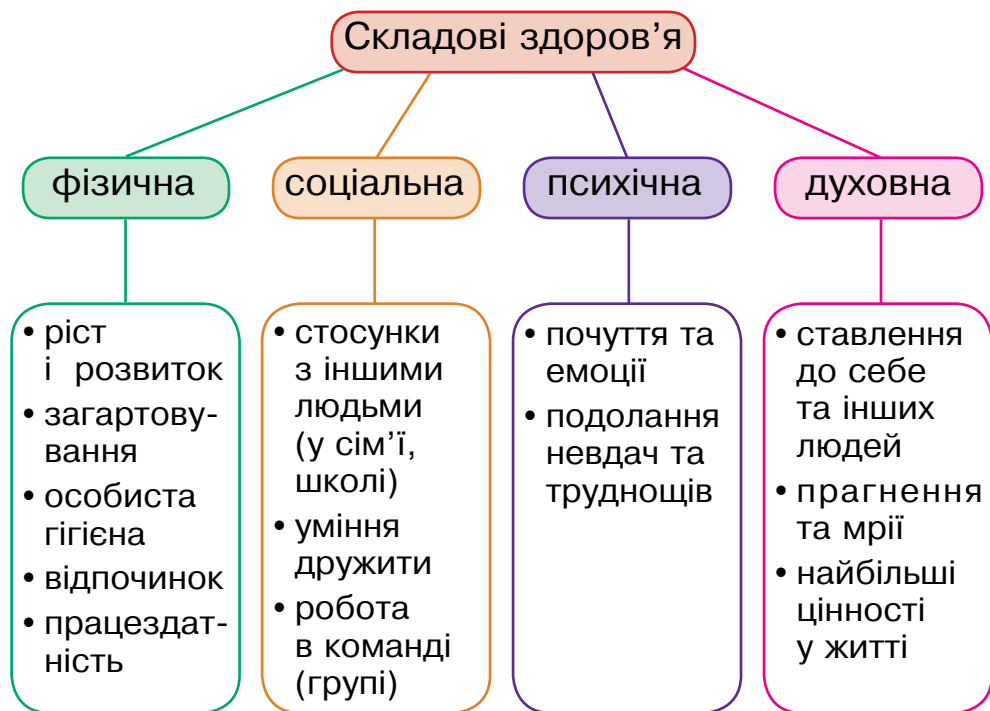 Складові здоров’я
фізична
соціальна
психічна
духовна
• ріст
і розвиток
• загартову-
вання
• особиста
гігієна
• відпочинок
• працездат-
ність
• стосунки
з іншими
людьми
(у сім’ї,
школі)
• уміння
дружити
• робота
в команді
(групі)
• почуття та
емоції
• подолання
невдач та
труднощів
• ставлення
до себе
та інших
людей
• прагнення
та мрії
• найбільші
цінності
у житті